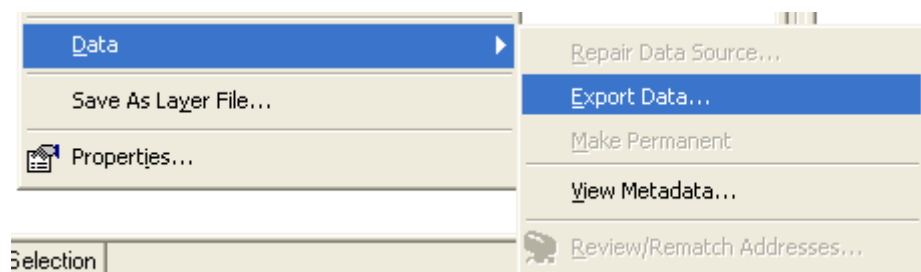 Data
Save As Layer File...
Properties...
Selection
Repair Data Source...
Export Data...
Make Permanent
View Metadata...
Review/Rematch Addresses...